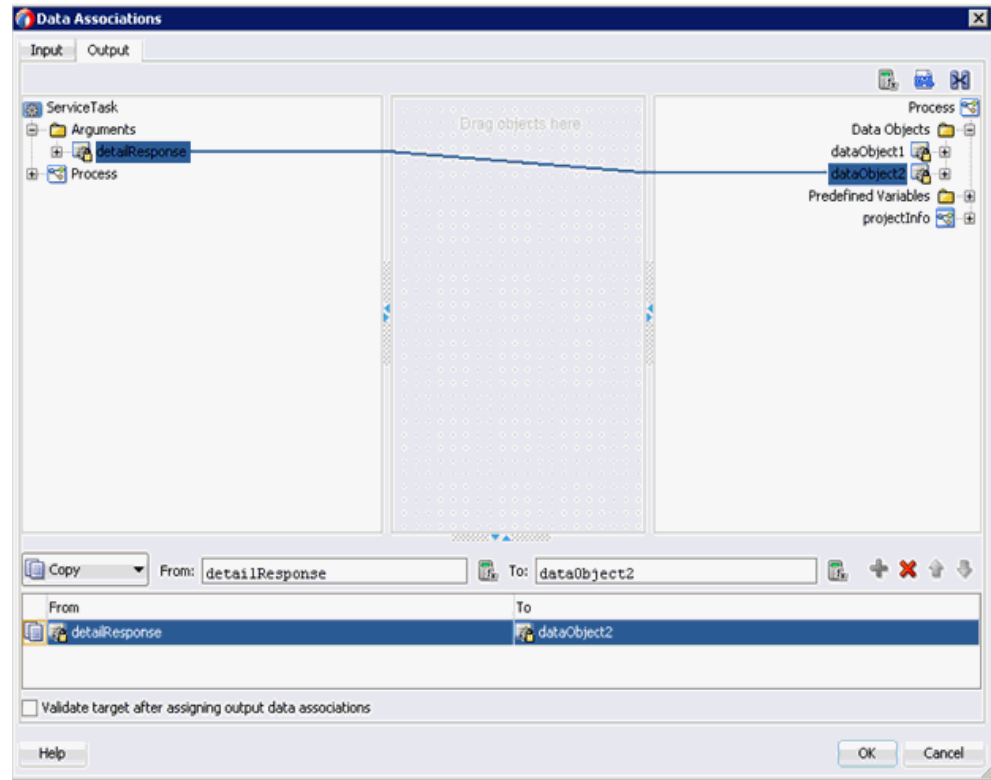 Data Associations
Input Output
ServiceTask
Arguments
detailResponse
Process
Drag objects here
Process
Data Objects
dataObject1
dataObject2
Predefined Variables
projectInfo
Copy From: detailResponse To: dataObject2
From To
detailResponse dataObject2
Validate target after assigning output data associations
Help OK Cancel